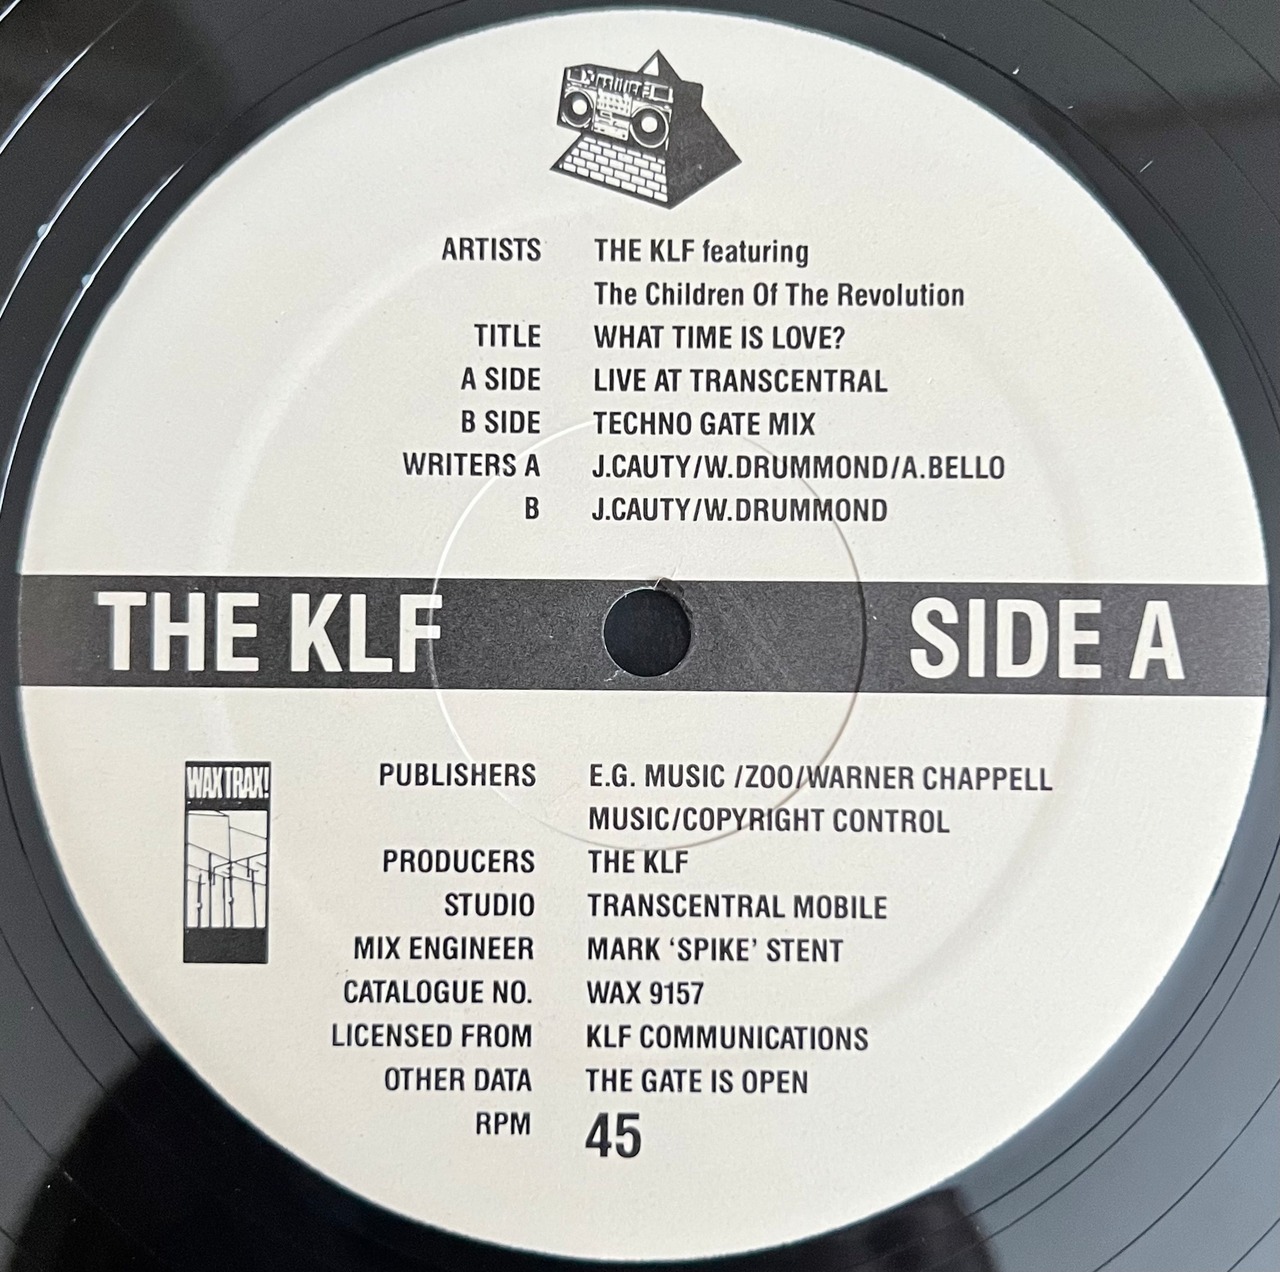 ARTISTS THE KLF featuring
The Children Of The Revolution
TITLE WHAT TIME IS LOVE?
A SIDE LIVE AT TRANSCENTRAL
B SIDE TECHNO GATE MIX
WRITERS A J.CAUTY/W.DRUMMOND/A.BELLO
B J.CAUTY/W.DRUMMOND
THE KLF SIDE A
WAX TRAX!
PUBLISHERS E.G. MUSIC /ZOO/WARNER CHAPPELL
MUSIC/COPYRIGHT CONTROL
PRODUCERS THE KLF
STUDIO TRANSCENTRAL MOBILE
MIX ENGINEER MARK ‘SPIKE’ STENT
CATALOGUE NO. WAX 9157
LICENSED FROM KLF COMMUNICATIONS
OTHER DATA THE GATE IS OPEN
RPM 45